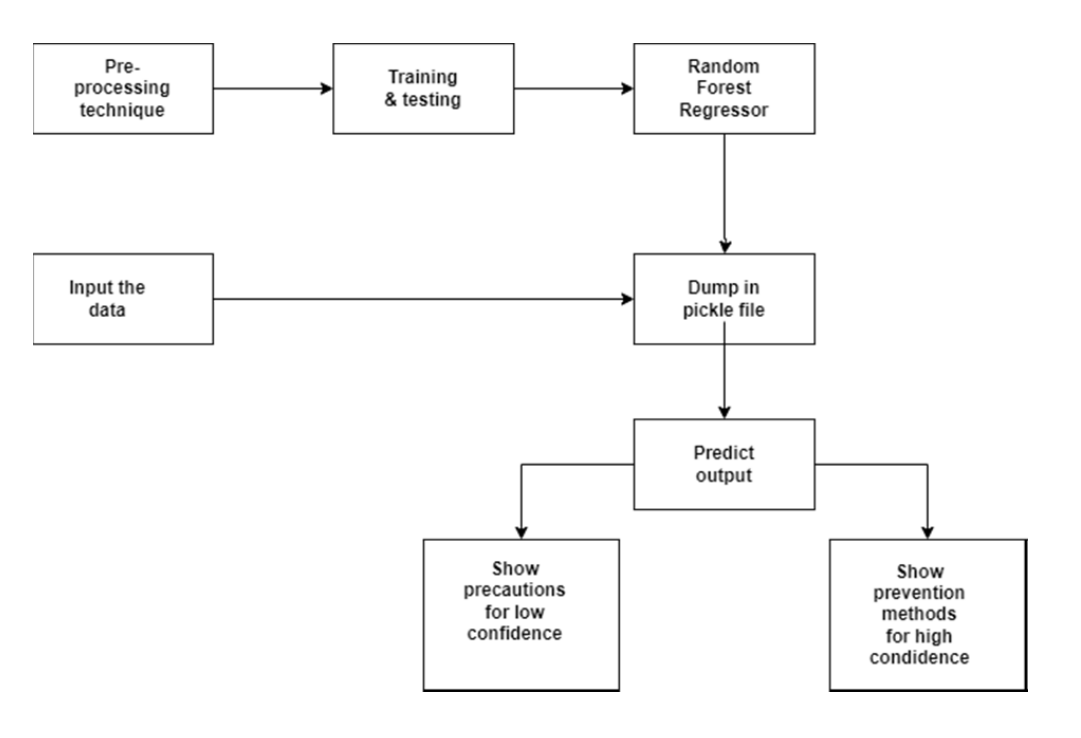 Pre-
processing
technique
Training
& testing
Random
Forest
Regressor
Input the
data
Dump in
pickle file
Predict
output
Show
precautions
for low
confidence
Show
prevention
methods
for high
condidence